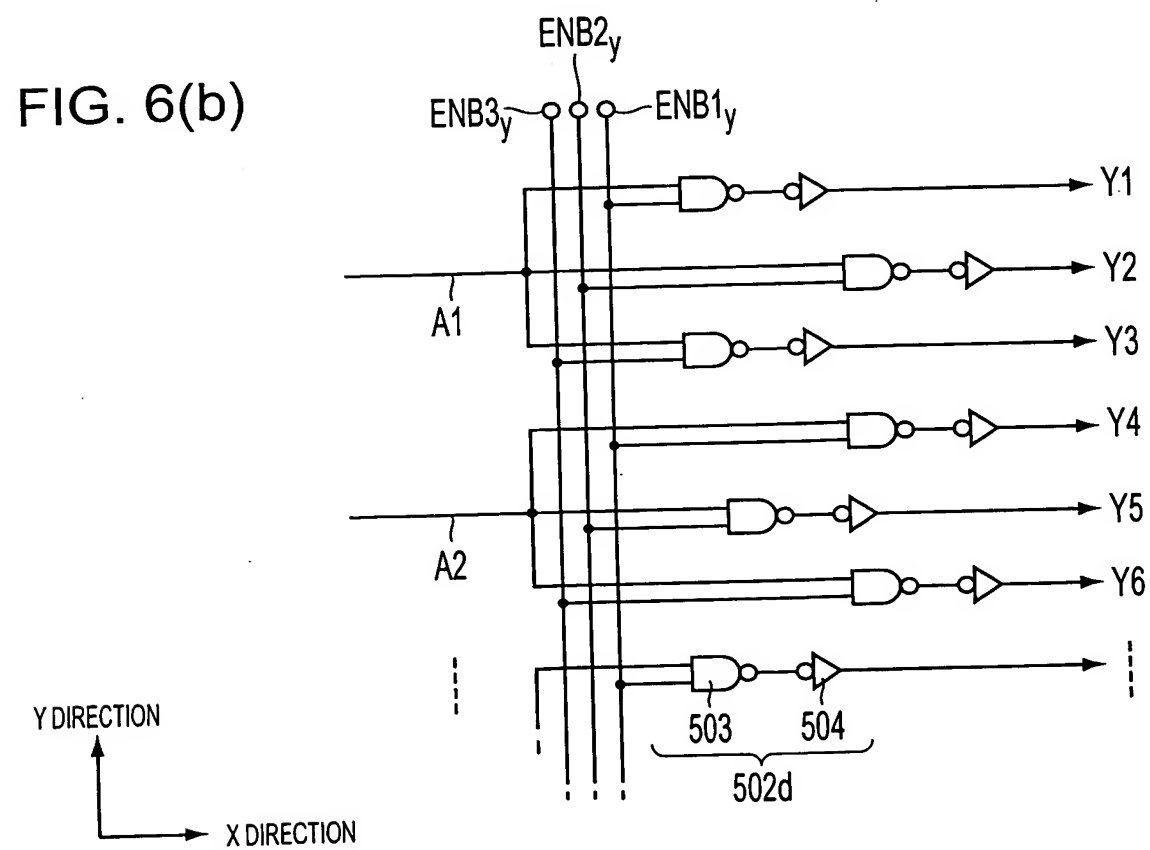 FIG. 6(b)
ENB2y
ENB3y
ENB1y
Y1
A1
Y2
Y3
Y4
A2
Y5
Y6
503
504
502d
Y DIRECTION
X DIRECTION